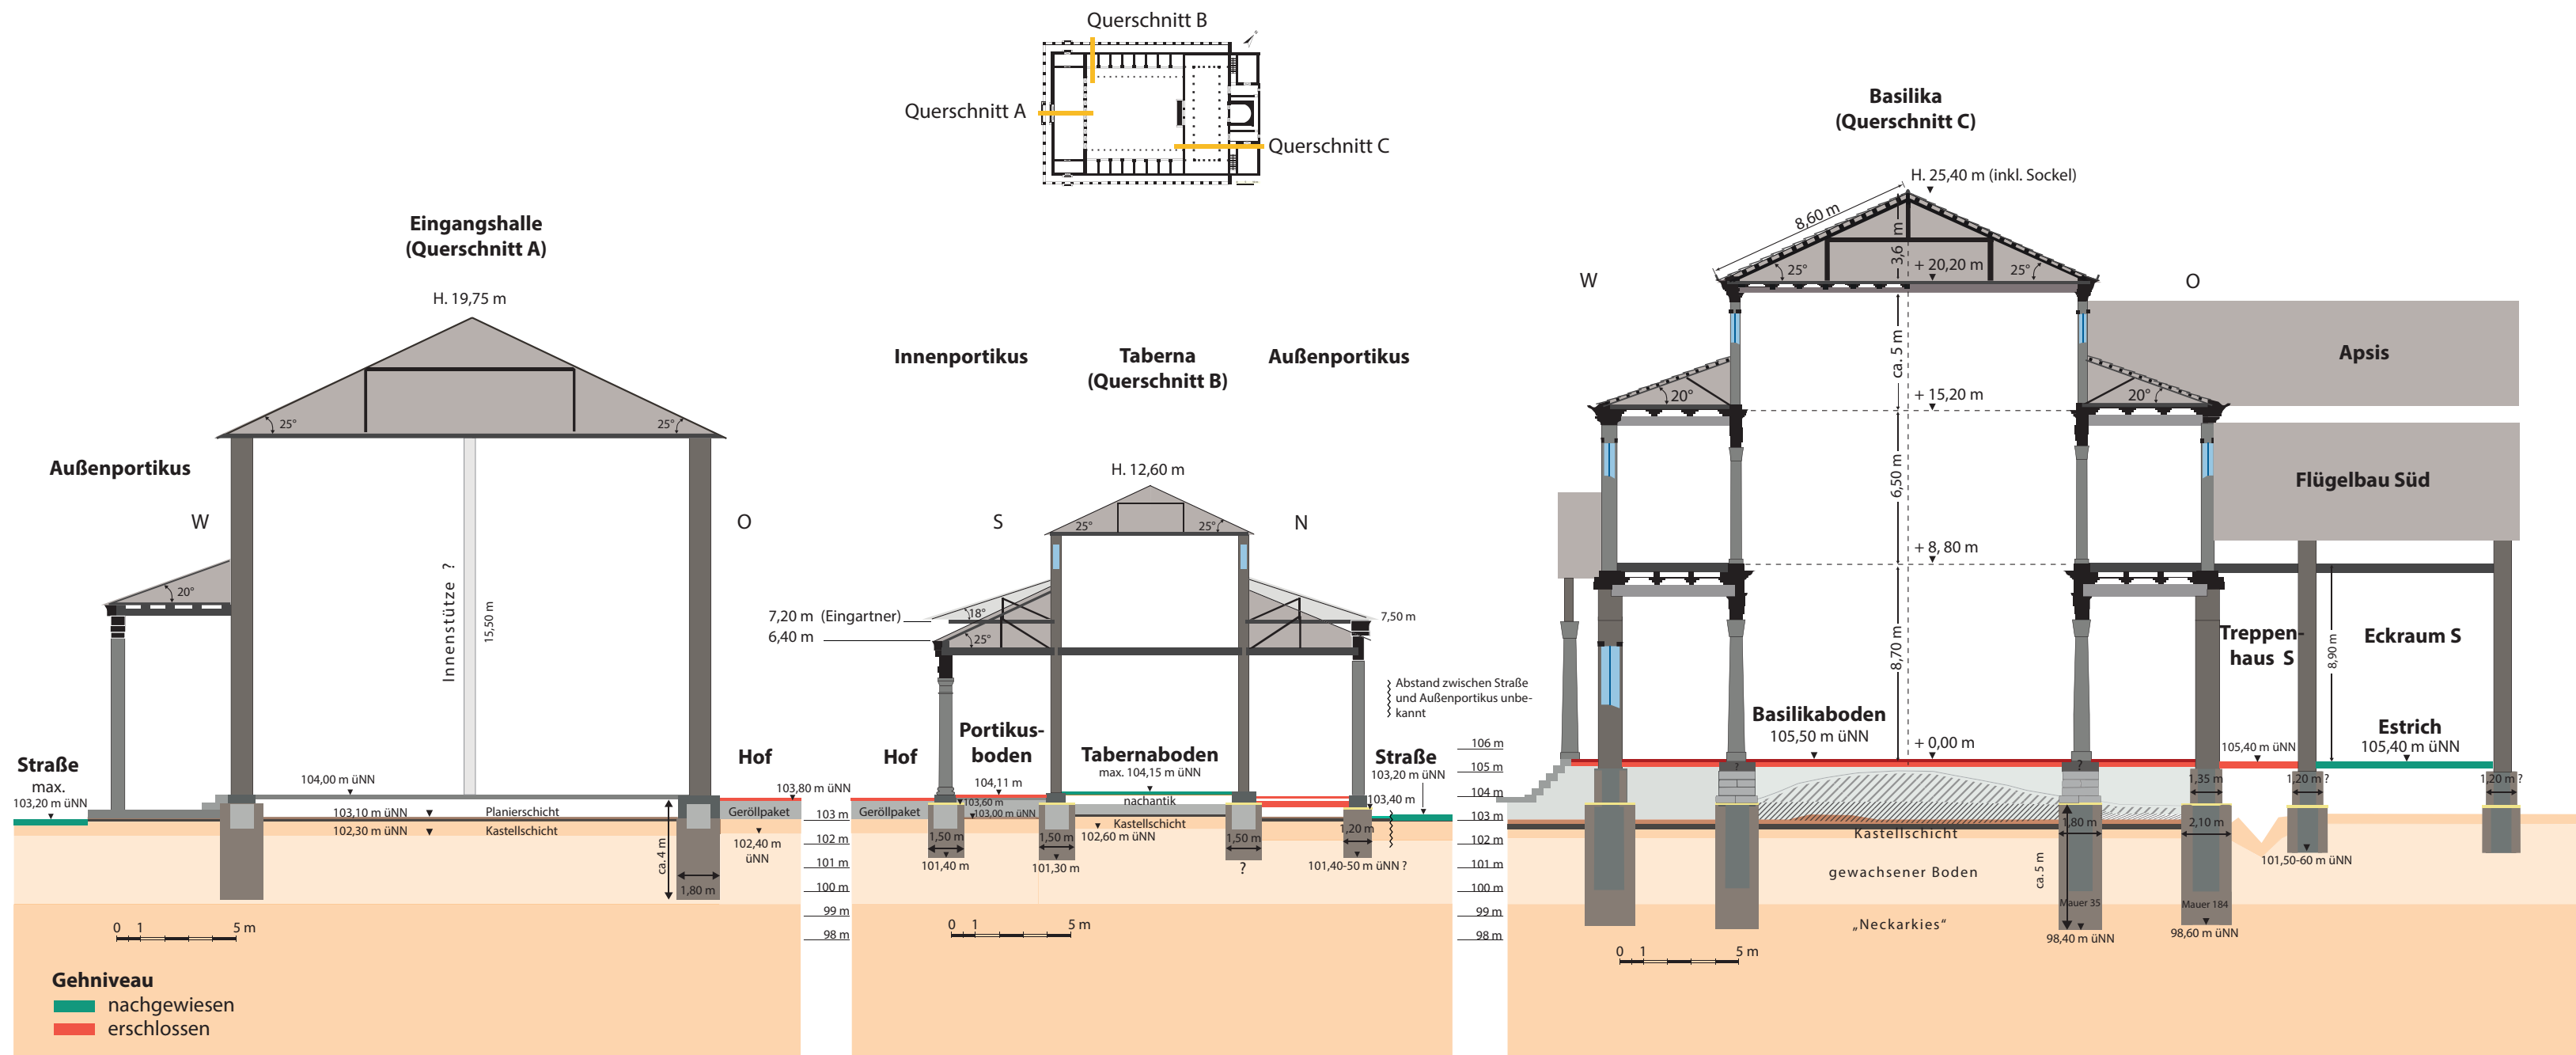 Querschnitt B
Querschnitt A
Querschnitt C
Eingangshalle
(Querschnitt A)
H. 19,75 m
25°
25°
Außenportikus
W
O
20°
Innenstütze ?
15,50 m
Straße
max.
103,20 m üNN
104,00 m üNN
103,10 m üNN
Planierschicht
102,30 m üNN
Kastellschicht
ca. 4 m
1,80 m
Hof
103,80 m üNN
Geröllpaket
102,40 m
üNN
0 1 5 m
Gehniveau
nachgewiesen
erschlossen
Innenportikus
Taberna
(Querschnitt B)
Außenportikus
H. 12,60 m
S
N
25°
25°
7,20 m (Eingartner)
6,40 m
18°
25°
7,50 m
Abstand zwischen Straße
und Außenportikus unbe-
kannt
Hof
Portikus-
boden
104,11 m
Tabernaboden
max. 104,15 m üNN
nachantik
Straße
103,20 m üNN
103,40 m
Geröllpaket
103,60 m
103,00 m üNN
Kastellschicht
102,60 m üNN
1,50 m
1,50 m
1,50 m
1,20 m
101,40 m
101,30 m
?
101,40-50 m üNN ?
103 m
102 m
101 m
100 m
99 m
98 m
0 1 5 m
106 m
105 m
104 m
103 m
102 m
101 m
100 m
99 m
98 m
Basilika
(Querschnitt C)
H. 25,40 m (inkl. Sockel)
8,60 m
3,6 m
W
O
25°
+ 20,20 m
25°
ca. 5 m
Apsis
20°
+ 15,20 m
20°
6,50 m
Flügelbau Süd
+ 8, 80 m
8,70 m
Treppen-
haus S
8,90 m
Eckraum S
Basilikaboden
105,50 m üNN
+ 0,00 m
Estrich
105,40 m üNN
105,40 m üNN
?
?
1,35 m
1,20 m ?
1,20 m ?
Kastellschicht
1,80 m
2,10 m
101,50-60 m üNN
gewachsener Boden
ca. 5 m
Mauer 35
Mauer 184
„Neckarkies“
98,40 m üNN
98,60 m üNN
0 1 5 m